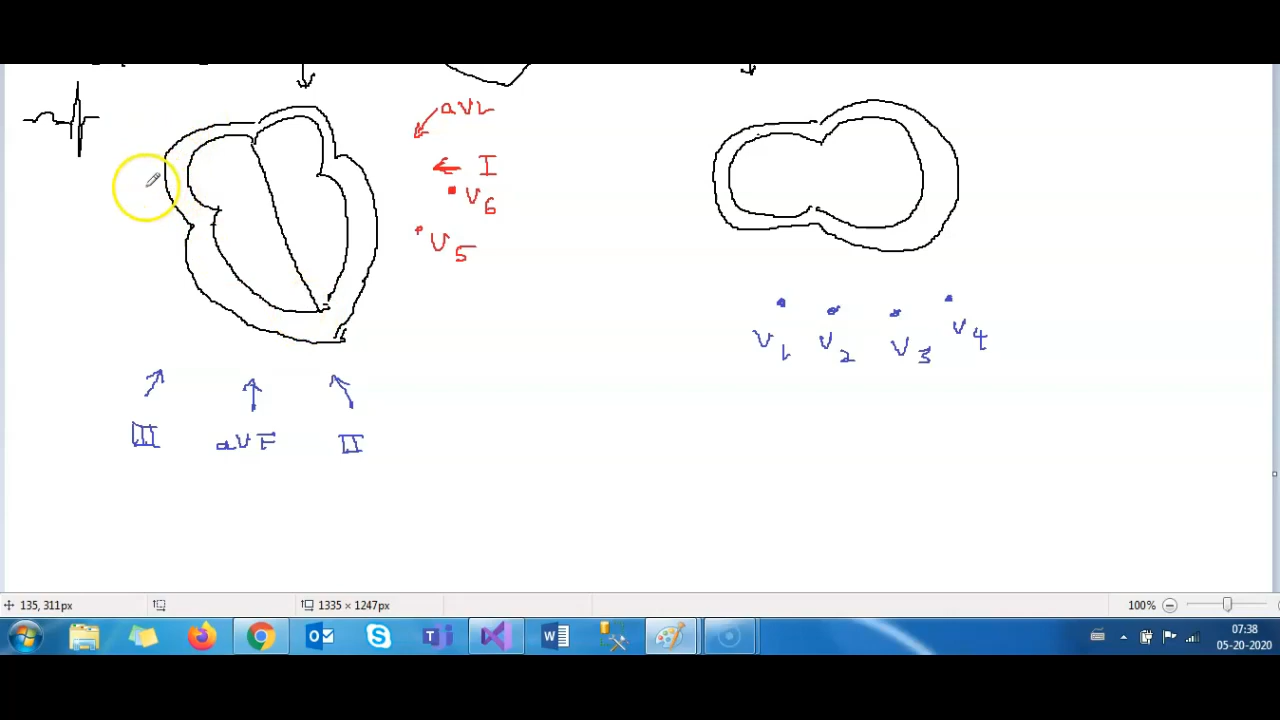 aVL
I
V6
V5
V1 V2 V3 V4
III aVF II
135, 311px
1335 × 1247px
100%
07:38
05-20-2020